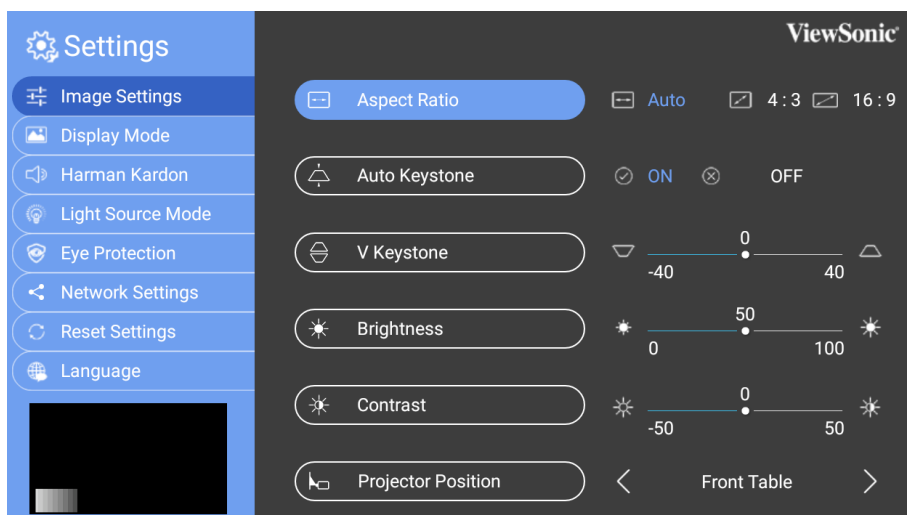 Settings
ViewSonic
Image Settings
Display Mode
Harman Kardon
Light Source Mode
Eye Protection
Network Settings
Reset Settings
Language
Aspect Ratio Auto 4:3 16:9
Auto Keystone ON OFF
V Keystone 0
-40 40
Brightness 50
0 100
Contrast 0
-50 50
Projector Position Front Table